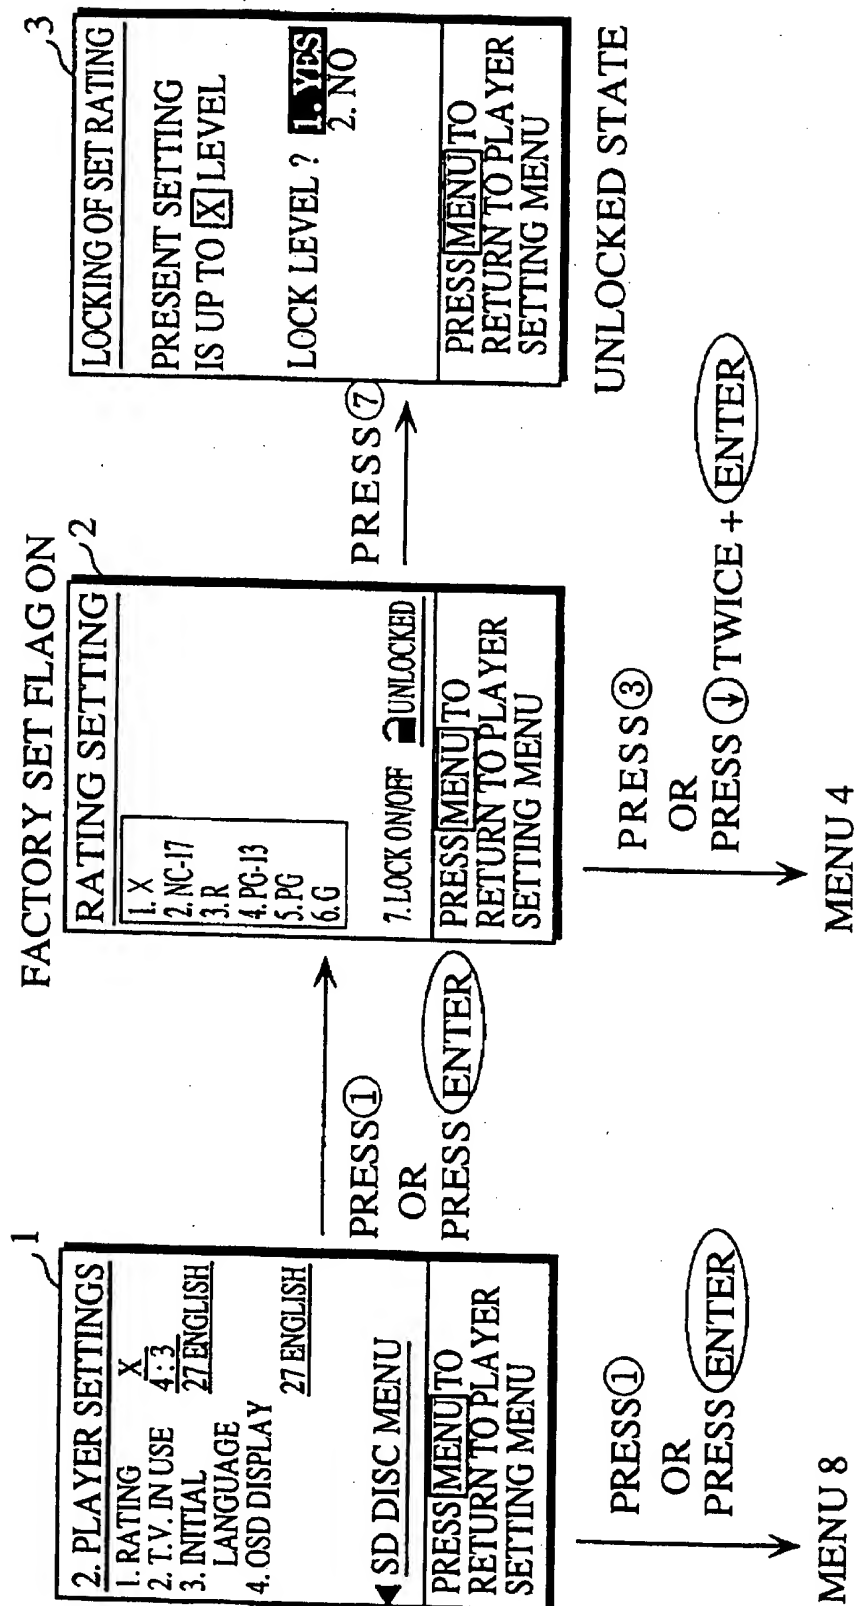 FACTORY SET FLAG ON
1
2. PLAYER SETTINGS
1. RATING X
2. T.V. IN USE 4:3
3. INITIAL 27 ENGLISH
LANGUAGE
4. OSD DISPLAY
27 ENGLISH
SD DISC MENU
PRESS MENU TO
RETURN TO PLAYER
SETTING MENU
PRESS 1
OR
PRESS ENTER
MENU 8
PRESS 1
OR
PRESS ENTER
2
RATING SETTING
1. X
2. NC-17
3. R
4. PG-13
5. PG
6. G
7. LOCK ON/OFF UNLOCKED
PRESS MENU TO
RETURN TO PLAYER
SETTING MENU
PRESS 3
OR
PRESS ↓ TWICE + ENTER
MENU 4
PRESS 7
3
LOCKING OF SET RATING
PRESENT SETTING
IS UP TO X LEVEL
LOCK LEVEL ? 1. YES
2. NO
PRESS MENU TO
RETURN TO PLAYER
SETTING MENU
UNLOCKED STATE